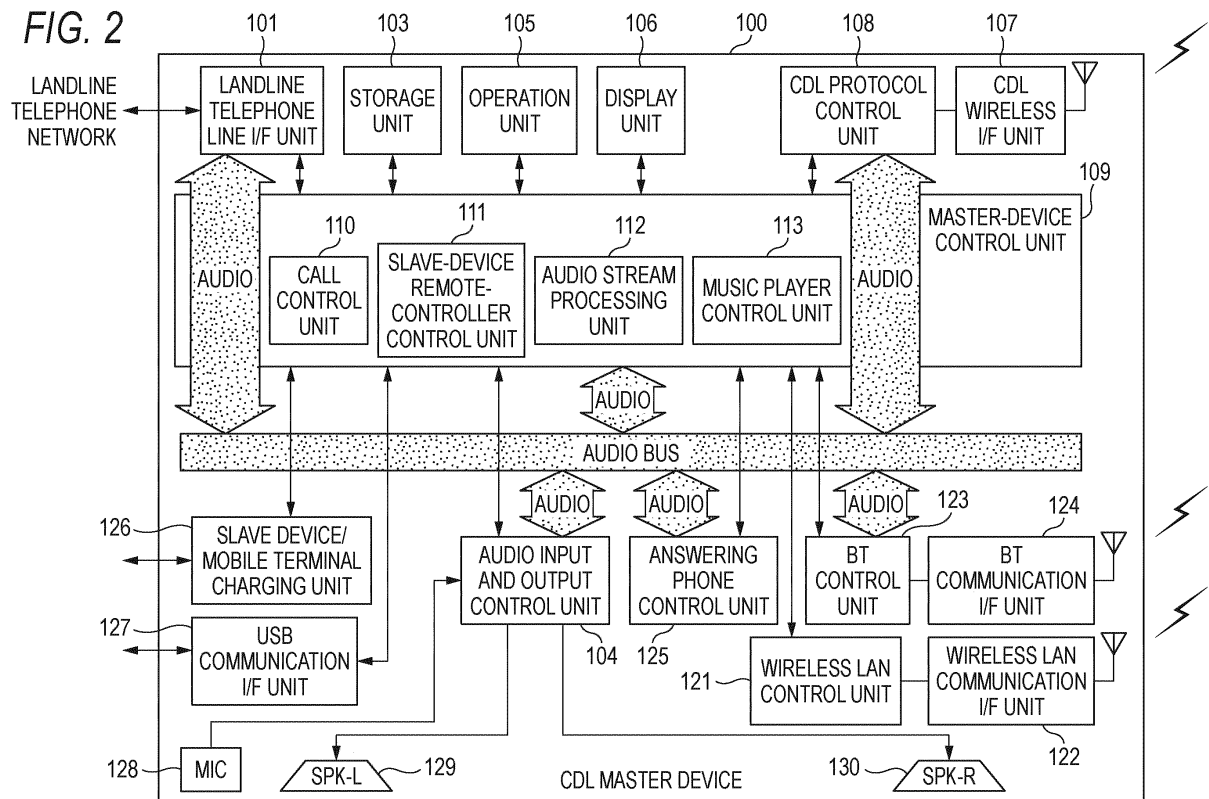 FIG. 2
101
103
105
106
100
108
107
LANDLINE
TELEPHONE
NETWORK
LANDLINE
TELEPHONE
LINE I/F UNIT
STORAGE
UNIT
OPERATION
UNIT
DISPLAY
UNIT
CDL PROTOCOL
CONTROL
UNIT
CDL
WIRELESS
I/F UNIT
109
MASTER-DEVICE
CONTROL UNIT
AUDIO
110
CALL
CONTROL
UNIT
111
SLAVE-DEVICE
REMOTE-
CONTROLLER
CONTROL UNIT
112
AUDIO STREAM
PROCESSING
UNIT
113
MUSIC PLAYER
CONTROL UNIT
AUDIO
AUDIO
AUDIO BUS
AUDIO
AUDIO
AUDIO
126
SLAVE DEVICE/
MOBILE TERMINAL
CHARGING UNIT
AUDIO INPUT
AND OUTPUT
CONTROL UNIT
104
ANSWERING
PHONE
CONTROL UNIT
125
123
BT
CONTROL
UNIT
124
BT
COMMUNICATION
I/F UNIT
127
USB
COMMUNICATION
I/F UNIT
121
WIRELESS LAN
CONTROL UNIT
WIRELESS LAN
COMMUNICATION
I/F UNIT
122
128
MIC
SPK-L
129
CDL MASTER DEVICE
130
SPK-R